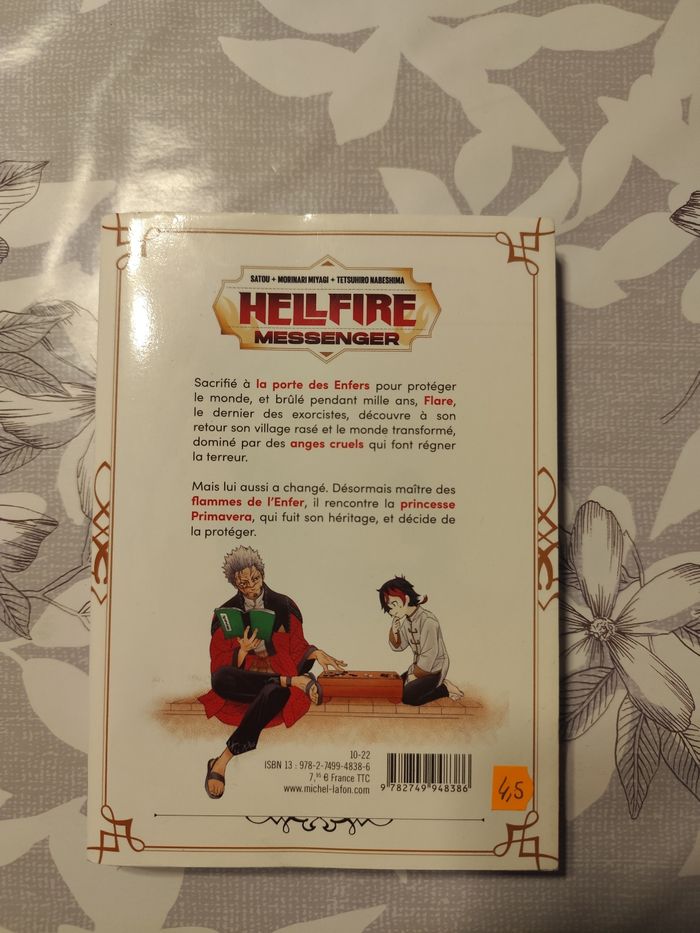 SATOU + MORINARI MIYAGI + TETSUHIRO NABESHIMA
HELLFIRE
MESSENGER
Sacrifié à la porte des Enfers pour protéger
le monde, et brûlé pendant mille ans, Flare,
le dernier des exorcistes, découvre à son
retour son village rasé et le monde transformé,
dominé par des anges cruels qui font régner
la terreur.
Mais lui aussi a changé. Désormais maître des
flammes de l'Enfer, il rencontre la princesse
Primavera, qui fuit son héritage, et décide de
la protéger.
10-22
ISBN 13 : 978-2-7499-4838-6
7,95 € France TTC
www.michel-lafon.com
9 782749 948386
4,5